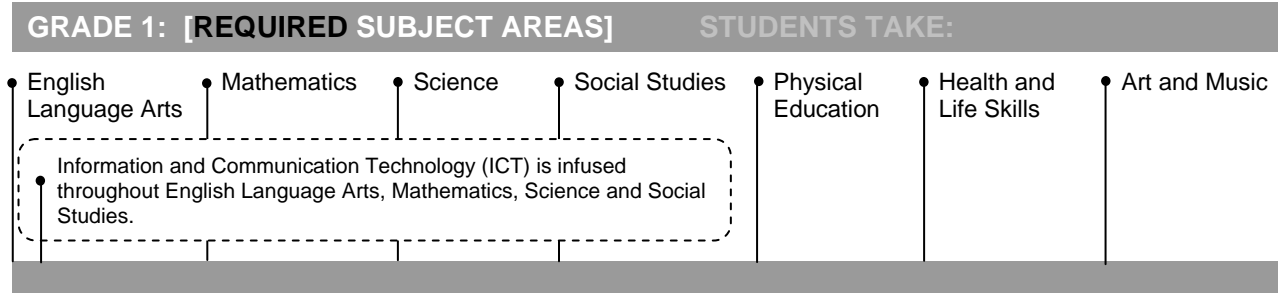 GRADE 1: [REQUIRED SUBJECT AREAS] STUDENTS TAKE:
English
Language Arts
Mathematics
Science
Social Studies
Physical
Education
Health and
Life Skills
Art and Music
Information and Communication Technology (ICT) is infused
throughout English Language Arts, Mathematics, Science and Social
Studies.